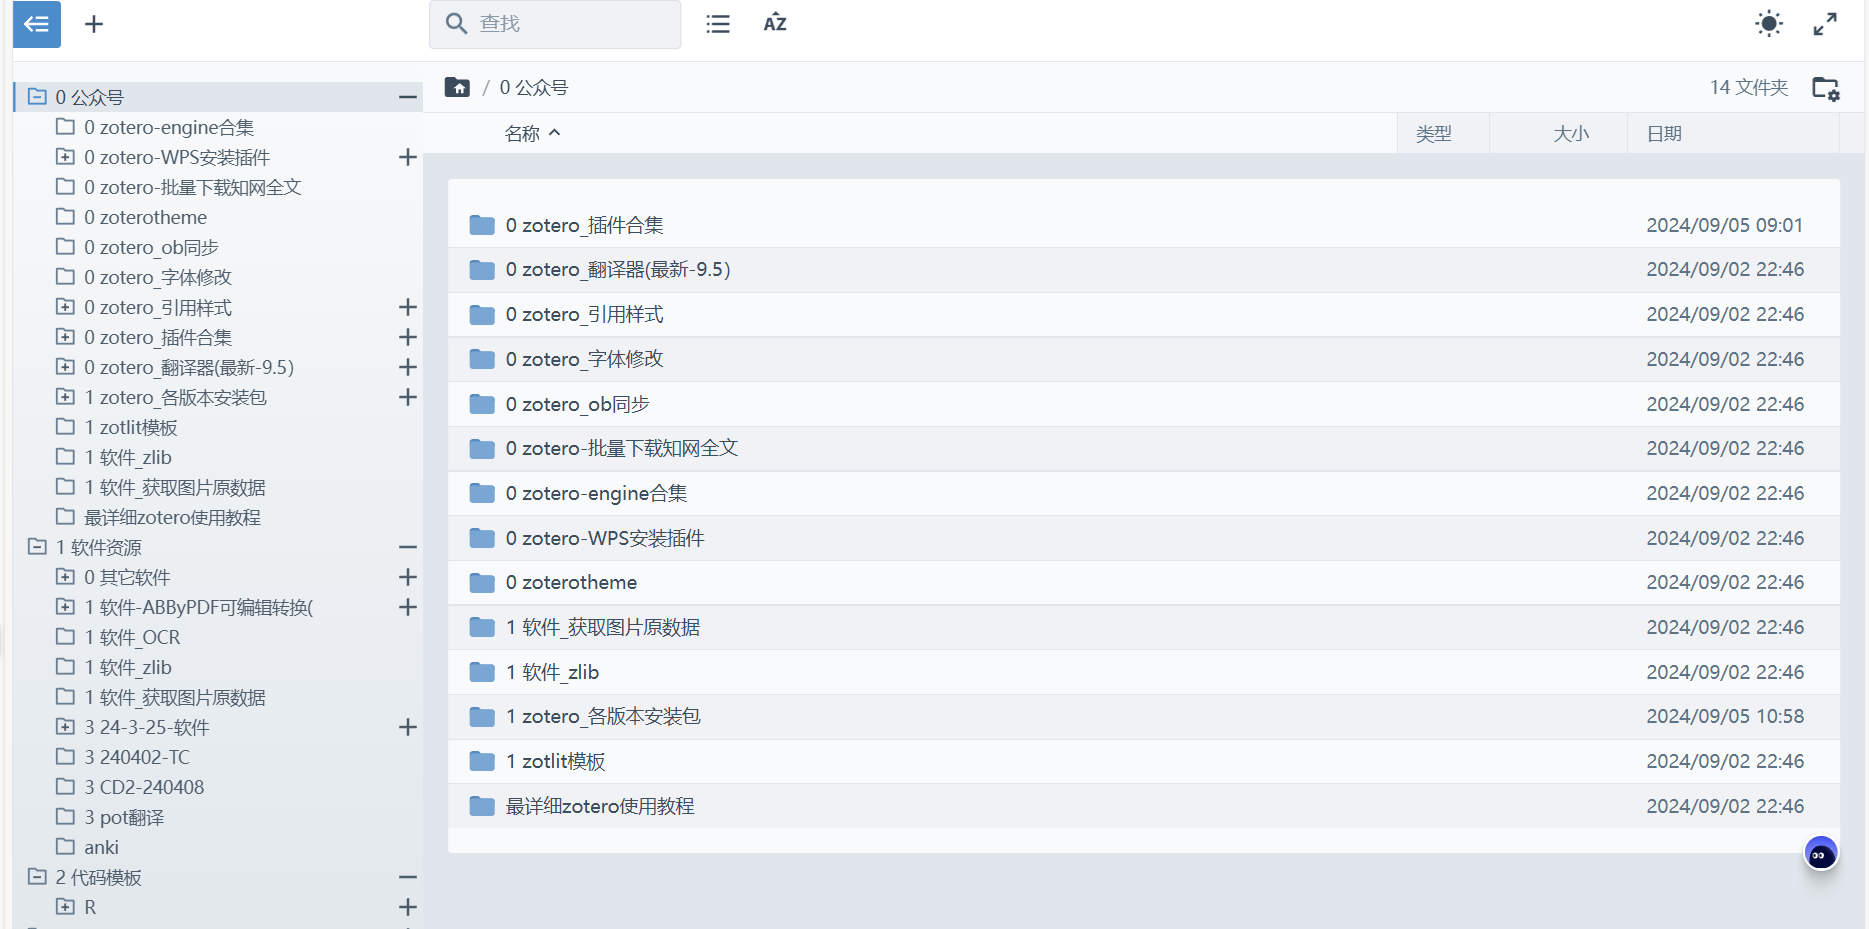 查找
AZ
0 公众号
0 zotero-engine合集
0 zotero-WPS安装插件
0 zotero-批量下载知网全文
0 zoterotheme
0 zotero_ob同步
0 zotero_字体修改
0 zotero_引用样式
0 zotero_插件合集
0 zotero_翻译器(最新-9.5)
1 zotero_各版本安装包
1 zotlit模板
1 软件_zlib
1 软件_获取图片原数据
最详细zotero使用教程
1 软件资源
0 其它软件
1 软件-ABByPDF可编辑转换(
1 软件_OCR
1 软件_zlib
1 软件_获取图片原数据
3 24-3-25-软件
3 240402-TC
3 CD2-240408
3 pot翻译
anki
2 代码模板
R
/ 0 公众号
14 文件夹
名称 类型 大小 日期
0 zotero_插件合集 2024/09/05 09:01
0 zotero_翻译器(最新-9.5) 2024/09/02 22:46
0 zotero_引用样式 2024/09/02 22:46
0 zotero_字体修改 2024/09/02 22:46
0 zotero_ob同步 2024/09/02 22:46
0 zotero-批量下载知网全文 2024/09/02 22:46
0 zotero-engine合集 2024/09/02 22:46
0 zotero-WPS安装插件 2024/09/02 22:46
0 zoterotheme 2024/09/02 22:46
1 软件_获取图片原数据 2024/09/02 22:46
1 软件_zlib 2024/09/02 22:46
1 zotero_各版本安装包 2024/09/05 10:58
1 zotlit模板 2024/09/02 22:46
最详细zotero使用教程 2024/09/02 22:46